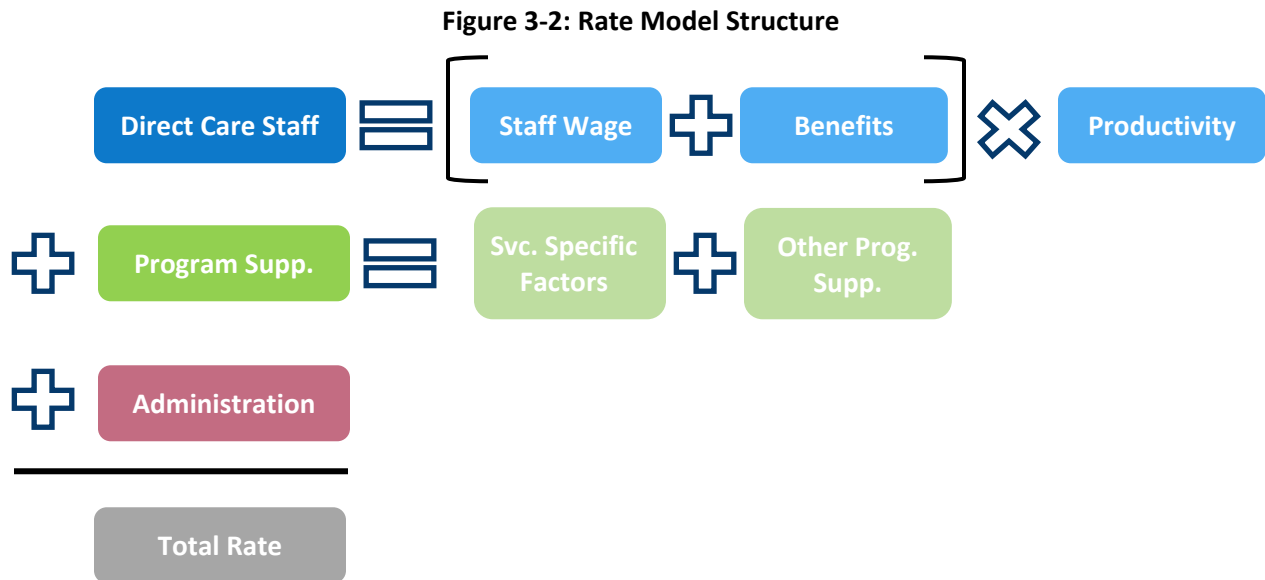 Figure 3-2: Rate Model Structure
Direct Care Staff
Staff Wage
Benefits
Productivity
Program Supp.
Svc. Specific
Factors
Other Prog.
Supp.
Administration
Total Rate